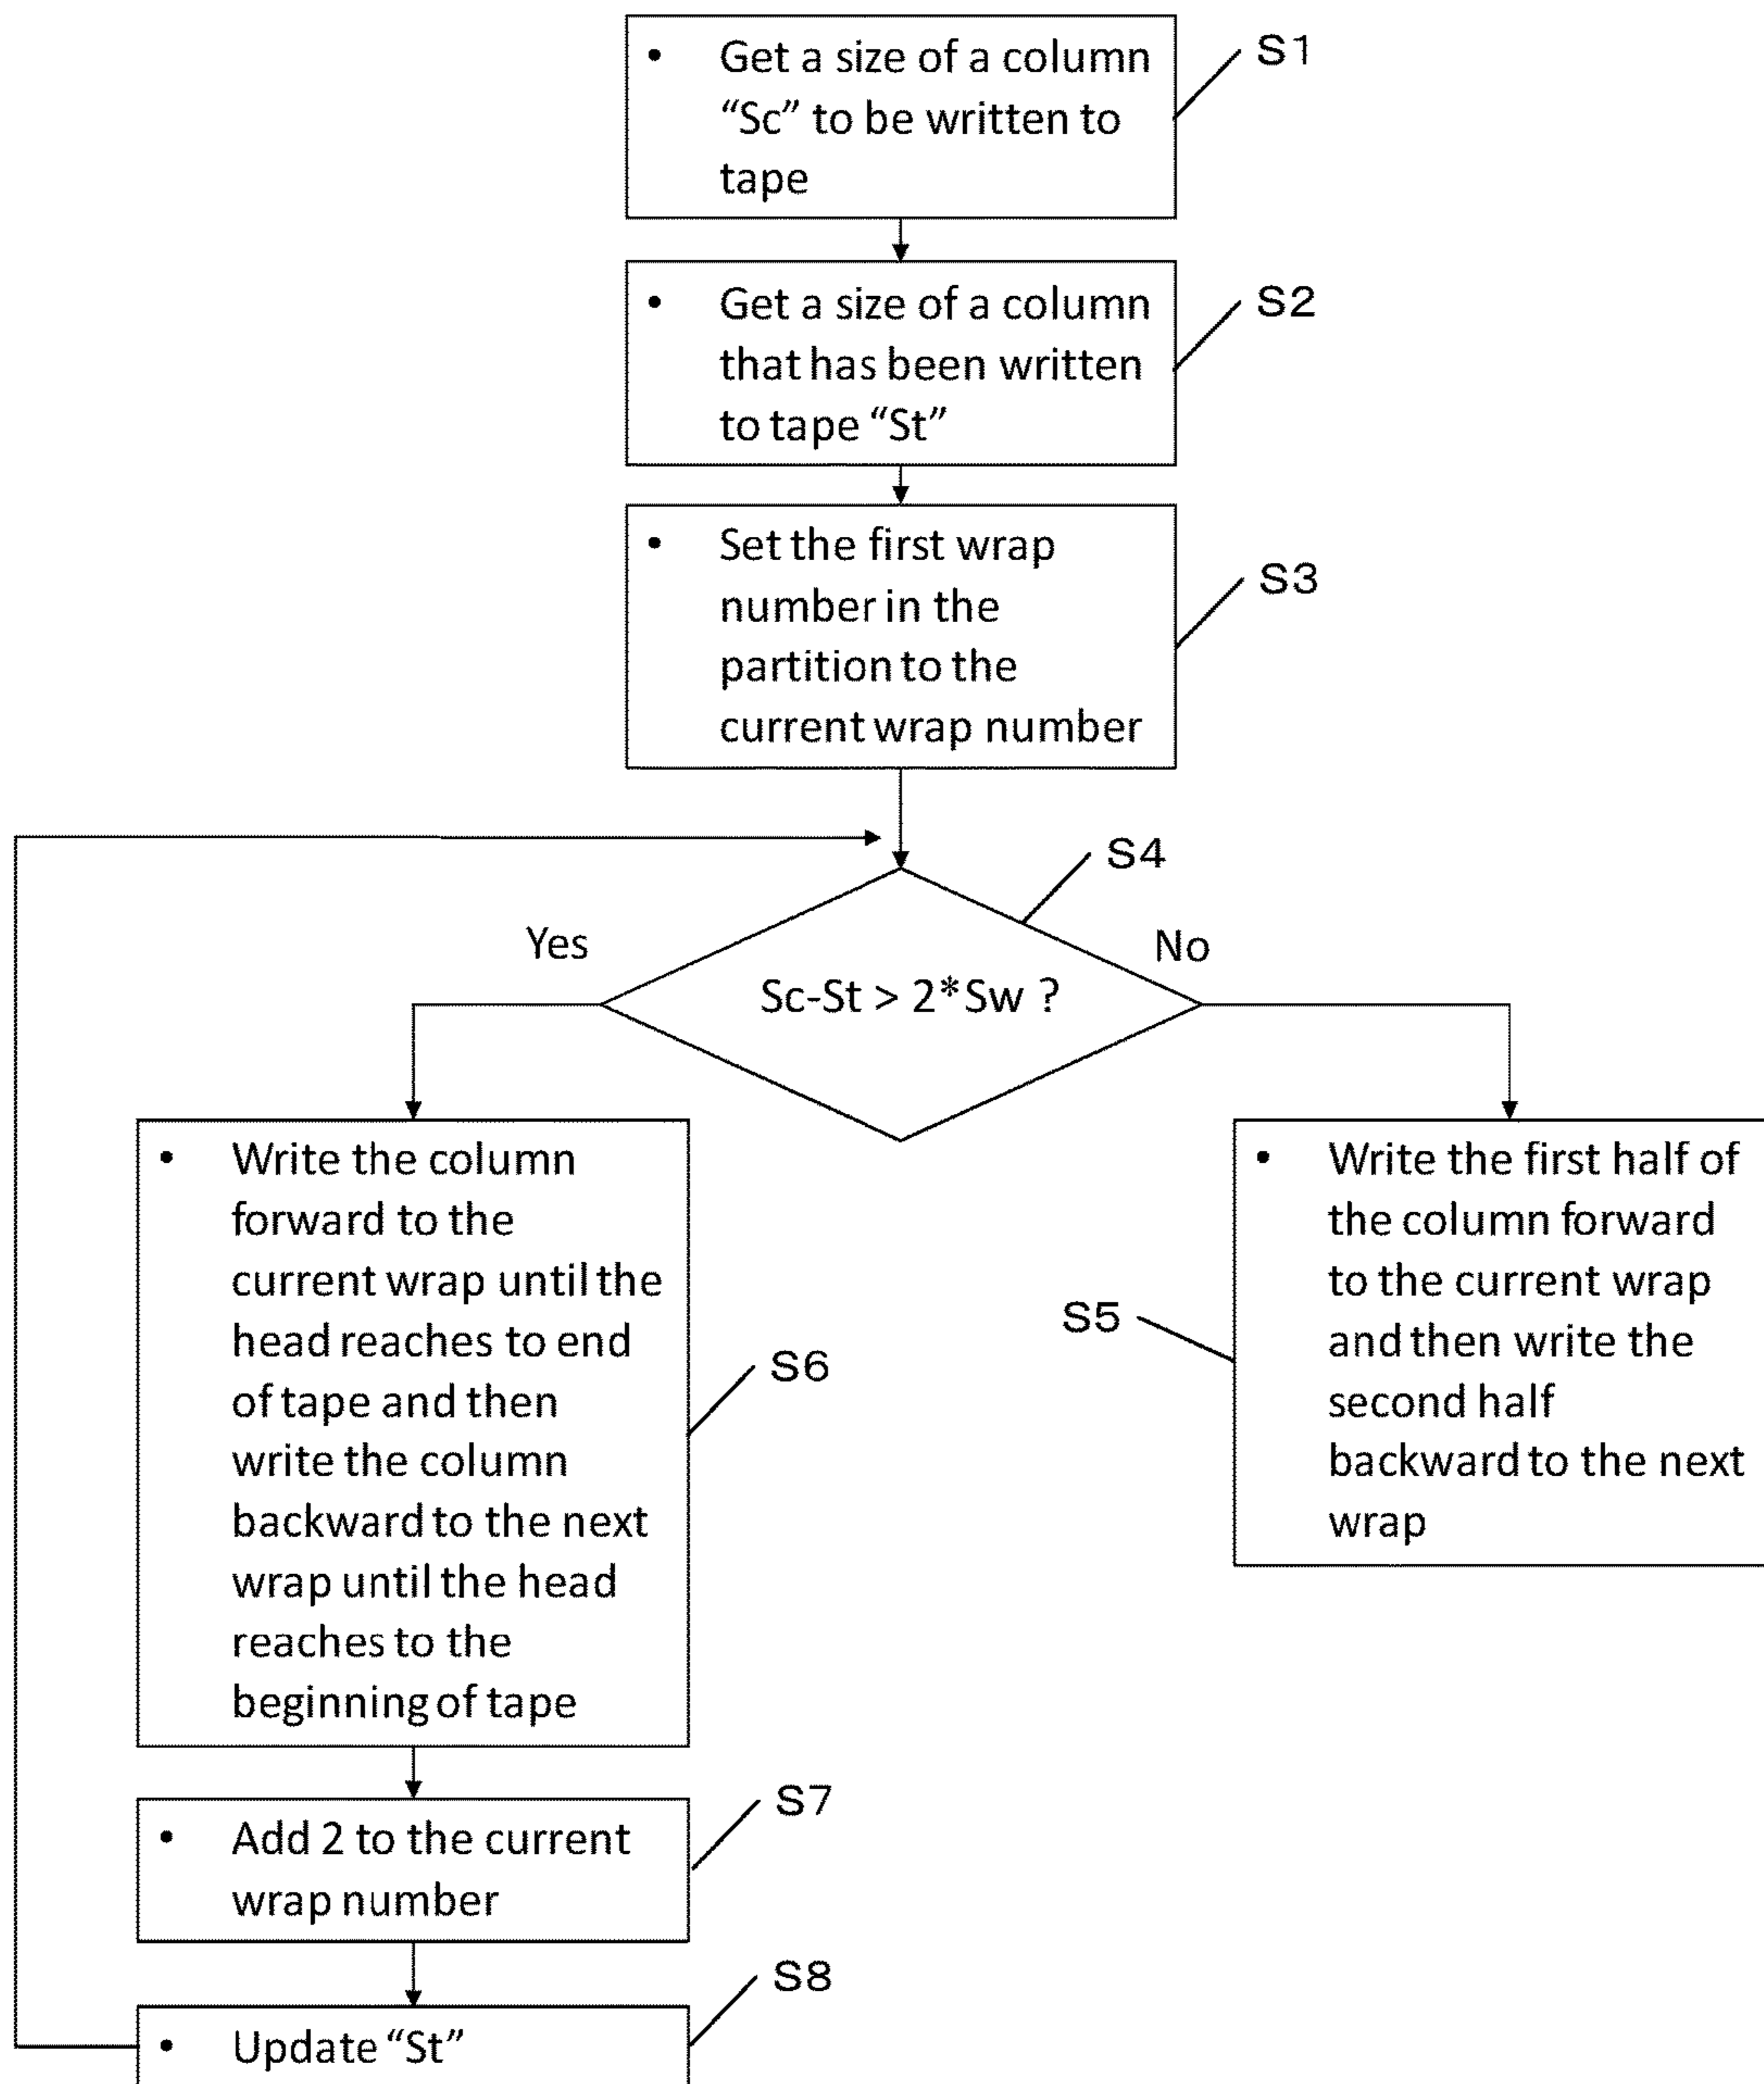 • Get a size of a column
“Sc” to be written to
tape
S1
• Get a size of a column
that has been written
to tape “St”
S2
• Set the first wrap
number in the
partition to the
current wrap number
S3
S4
Yes
No
Sc-St > 2*Sw ?
• Write the column
forward to the
current wrap until the
head reaches to end
of tape and then
write the column
backward to the next
wrap until the head
reaches to the
beginning of tape
S6
• Write the first half of
the column forward
to the current wrap
and then write the
second half
backward to the next
wrap
S5
• Add 2 to the current
wrap number
S7
• Update “St”
S8